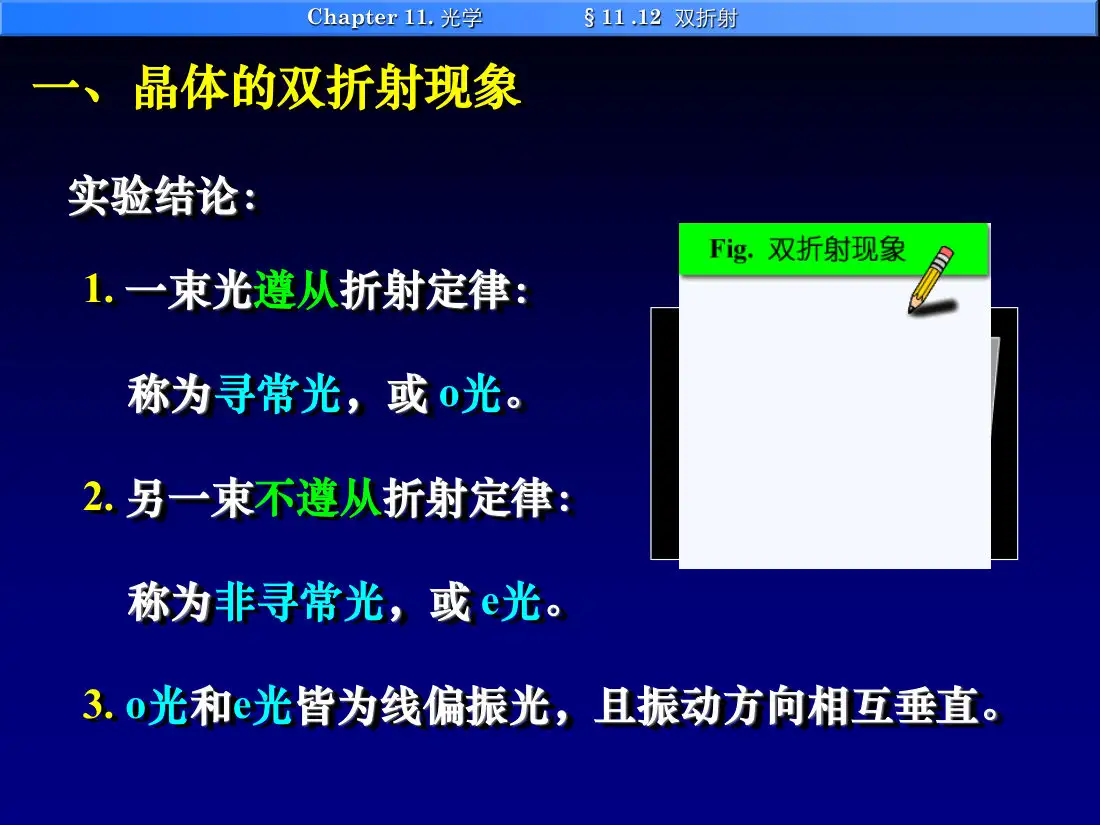 Chapter 11. 光学 § 11 .12 双折射
一、晶体的双折射现象
实验结论：
Fig. 双折射现象
1. 一束光遵从折射定律：
称为寻常光，或 o光。
2. 另一束不遵从折射定律：
称为非寻常光，或 e光。
3. o光和e光皆为线偏振光，且振动方向相互垂直。